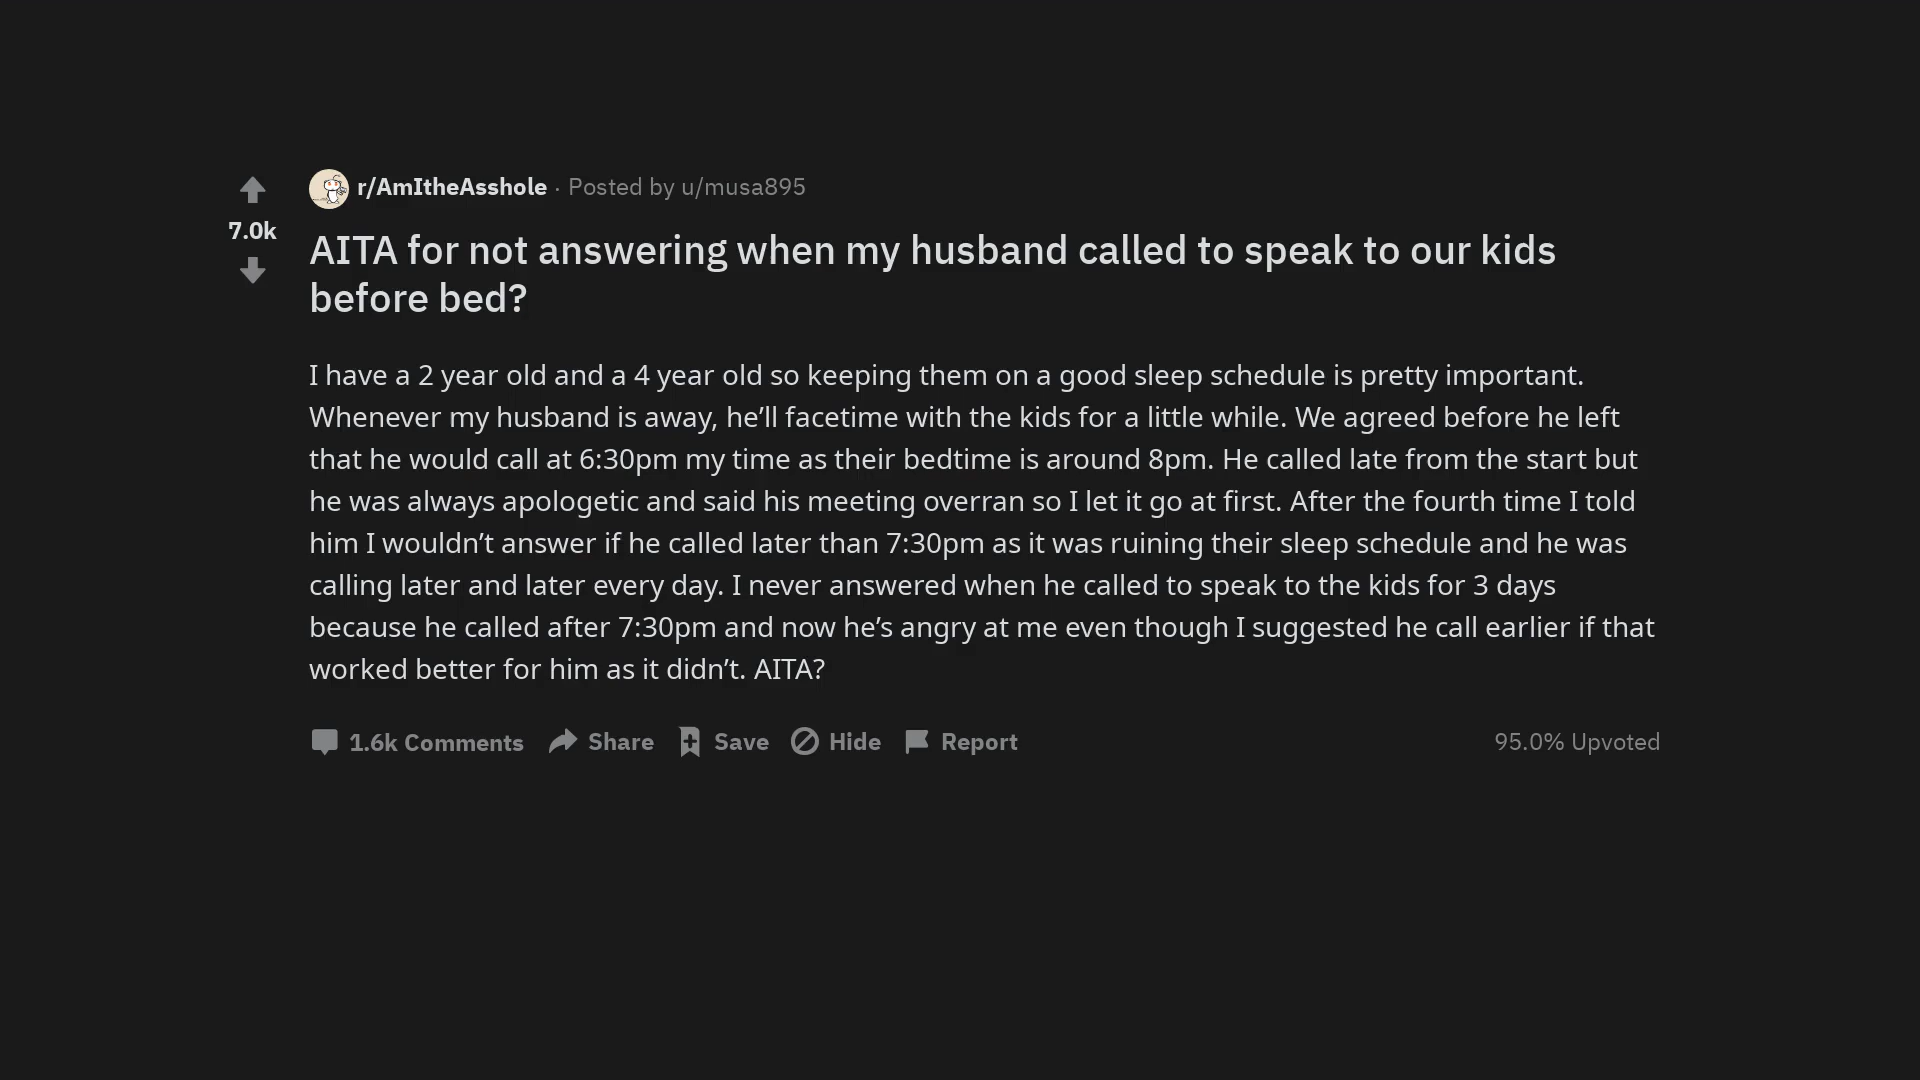 r/AmItheAsshole · Posted by u/musa895
7.0k
AITA for not answering when my husband called to speak to our kids
before bed?
I have a 2 year old and a 4 year old so keeping them on a good sleep schedule is pretty important.
Whenever my husband is away, he’ll facetime with the kids for a little while. We agreed before he left
that he would call at 6:30pm my time as their bedtime is around 8pm. He called late from the start but
he was always apologetic and said his meeting overran so I let it go at first. After the fourth time I told
him I wouldn’t answer if he called later than 7:30pm as it was ruining their sleep schedule and he was
calling later and later every day. I never answered when he called to speak to the kids for 3 days
because he called after 7:30pm and now he’s angry at me even though I suggested he call earlier if that
worked better for him as it didn’t. AITA?
1.6k Comments Share Save Hide Report 95.0% Upvoted